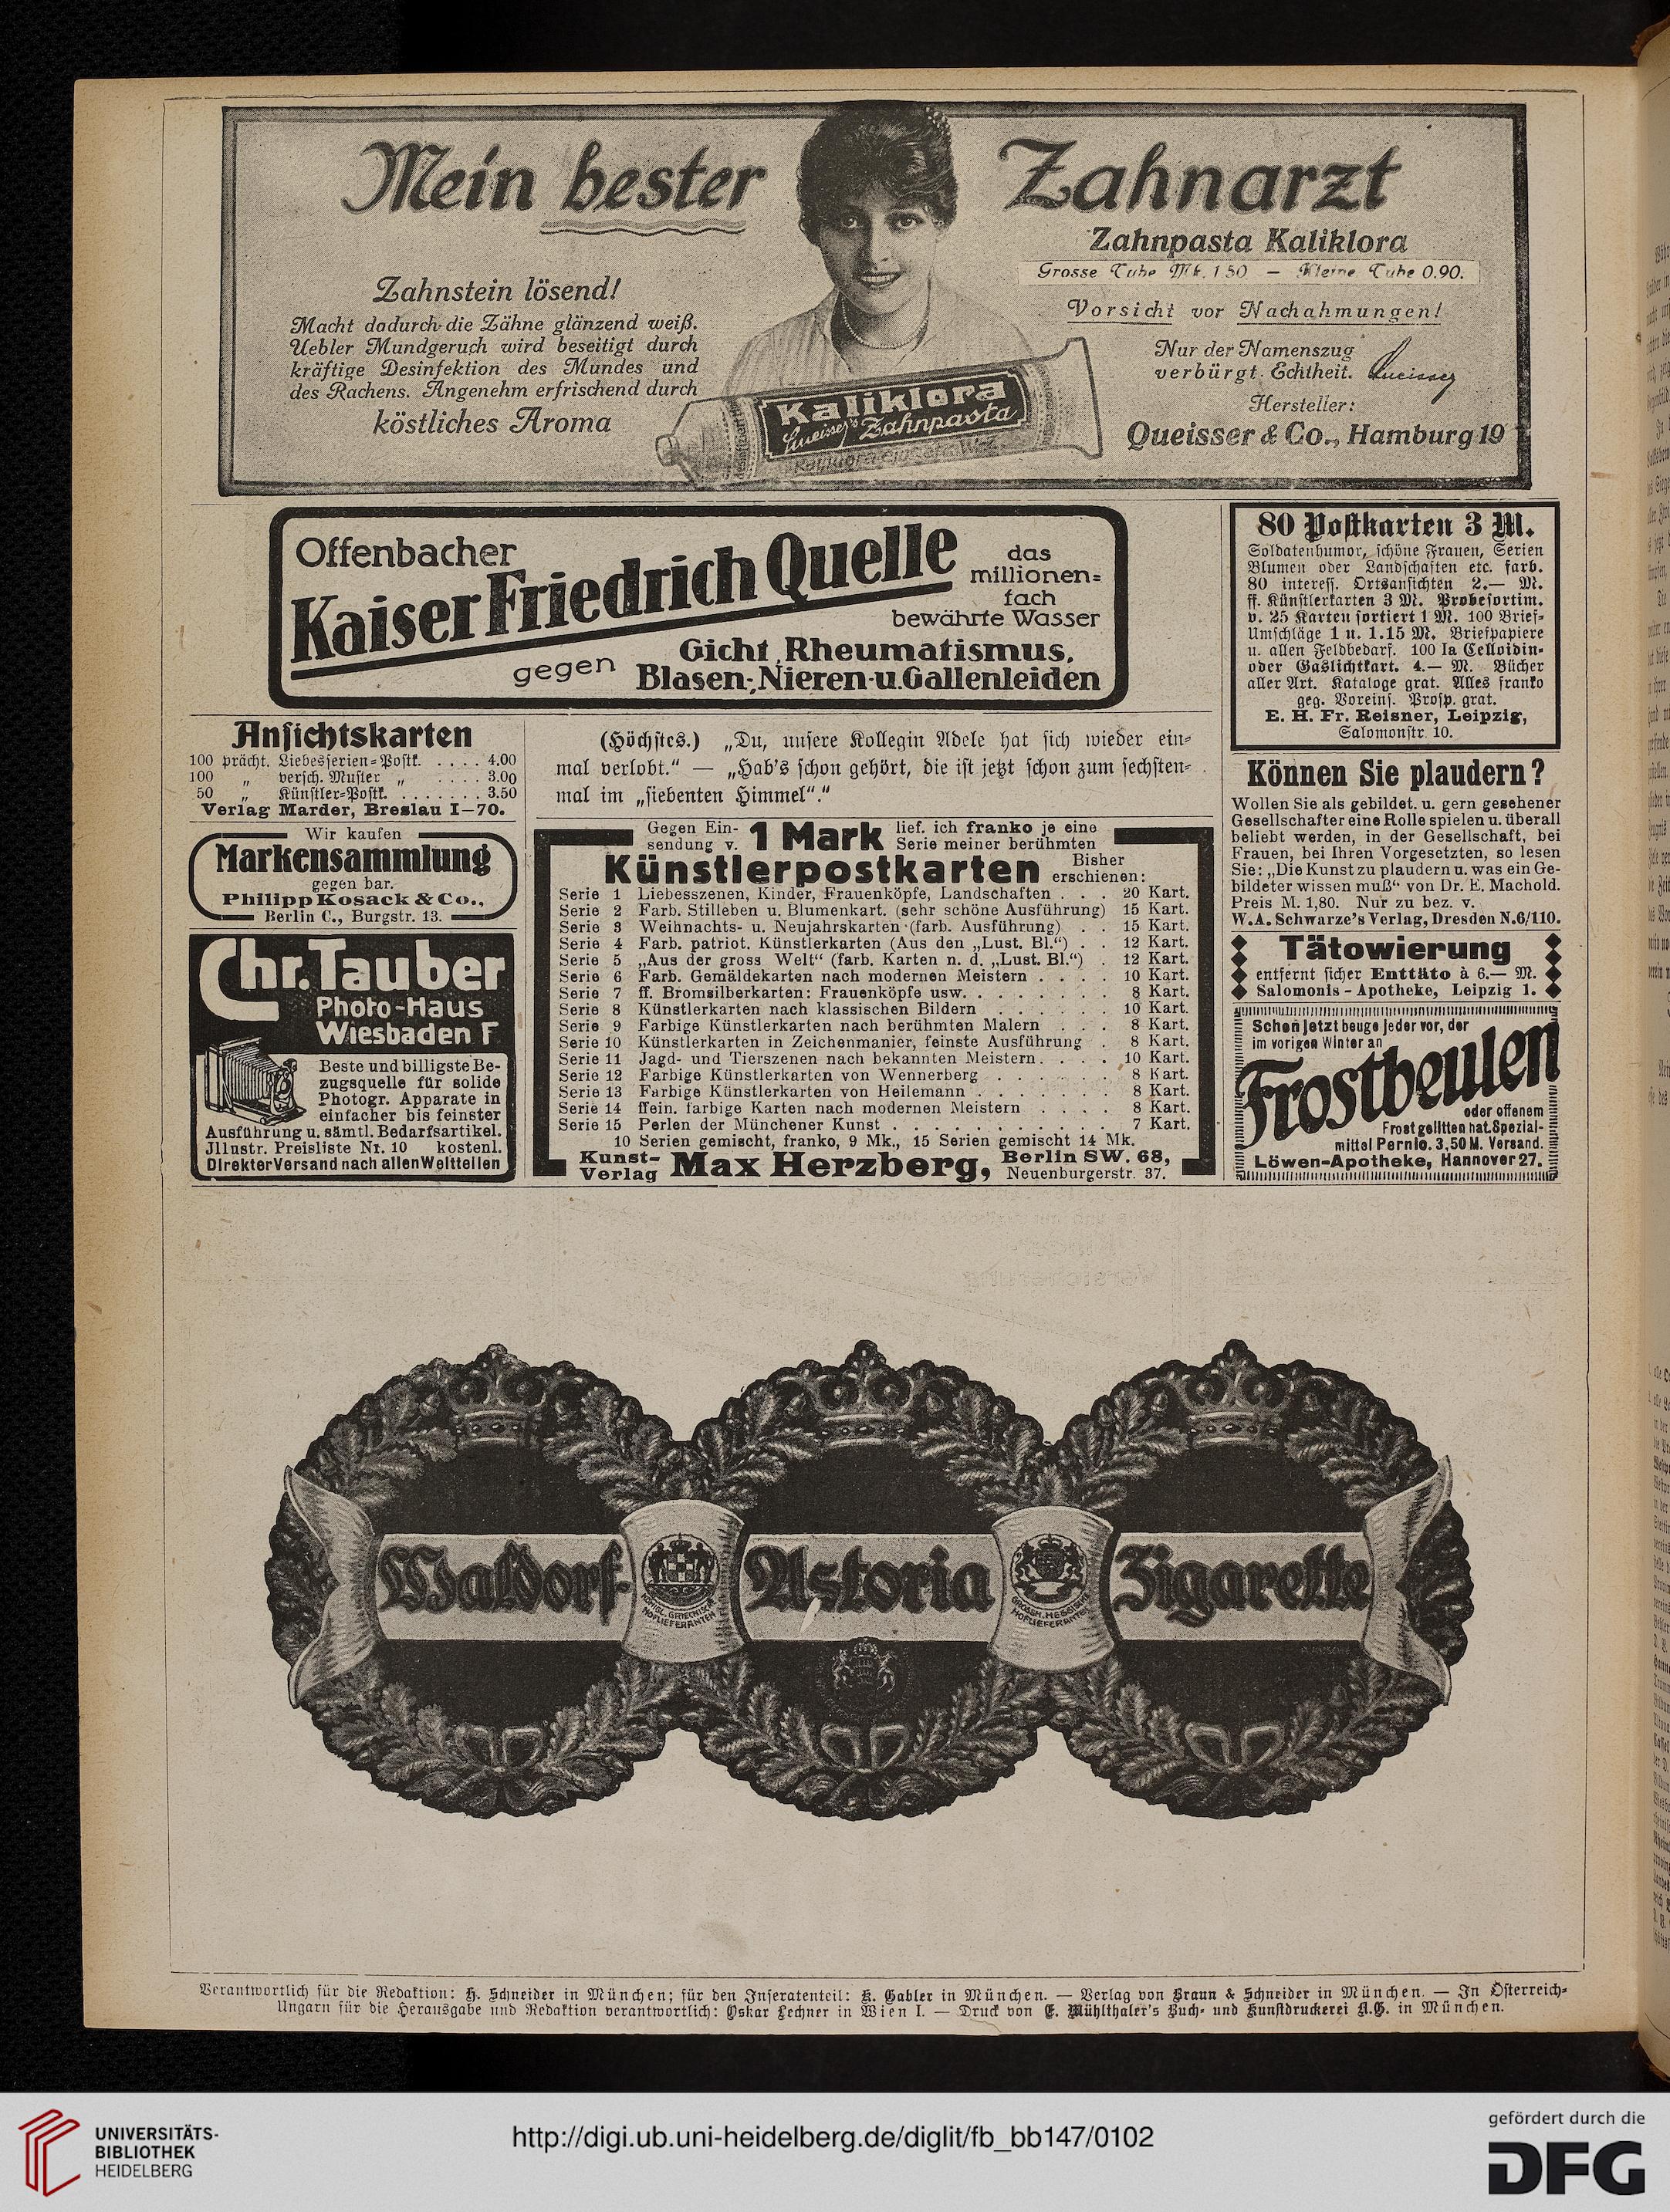 Mein bester Zahnarzt
Zahnstein lösend!
Macht dadurch die Zähne glänzend weiß.
Uebler Mundgeruch wird beseitigt durch
kräftige Desinfektion des Mundes und
des Rachens. Angenehm erfrischend durch
köstliches Aroma
Kaliklora
Queisser's Zahnpasta
Zahnpasta Kaliklora
Grosse Tube Mk. 1.50 — Kleine Tube 0.90.
Vorsicht vor Nachahmungen!
Nur der Namenszug
verbürgt Echtheit. Queisser
Hersteller:
Queisser & Co., Hamburg 19
Offenbacher
Kaiser Friedrich Quelle
das
millionen=
fach
bewährte Wasser
gegen Gicht, Rheumatismus,
Blasen-, Nieren- u. Gallenleiden
80 Postkarten 3 M.
Soldatenhumor, schöne Frauen, Serien
Blumen oder Landschaften etc. farb.
80 interess. Ortsansichten 2.— M.
ff. Künstlerkarten 3 M. Probesortim.
v. 25 Karten sortiert 1 M. 100 Brief=
Umschläge 1 u. 1.15 M. Briefpapiere
u. allen Feldbedarf. 100 Ia Celloidin=
oder Gaslichtkart. 4.— M. Bücher
aller Art. Kataloge grat. Alles franko
geg. Voreins. Prosp. grat.
E. H. Fr. Reisner, Leipzig,
Salomonstr. 10.
Ansichtskarten
100 prächt. Liebesserien=Postk. . . . . 4.00
100 „ versch. Muster „ . . . . 3.00
50 „ Künstler=Postk. . . . . . . . 3.50
Verlag Marder, Breslau I—70.
Wir kaufen
Markensammlung
gegen bar.
Philipp Kosack & Co.,
Berlin C., Burgstr. 13.
Chr. Tauber
Photo-Haus
Wiesbaden F
Beste und billigste Be-
zugsquelle für solide
Photogr. Apparate in
einfacher bis feinster
Ausführung u. sämtl. Bedarfsartikel.
Jllustr. Preisliste Nr. 10 kostenl.
Direkter Versand nach allen Weltteilen
(Höchstes.) „Du, unsere Kollegin Adele hat sich wieder ein=
mal verlobt.“ — „Hab's schon gehört, die ist jetzt schon zum sechsten=
mal im „siebenten Himmel“.“
Gegen Ein-
sendung v. 1 Mark lief. ich franko je eine
Serie meiner berühmten
Künstlerpostkarten Bisher
erschienen:
Serie 1 Liebesszenen, Kinder, Frauenköpfe, Landschaften . . . 20 Kart.
Serie 2 Farb. Stilleben u. Blumenkart. (sehr schöne Ausführung) 15 Kart.
Serie 3 Weihnachts- u. Neujahrskarten (farb. Ausführung) . . 15 Kart.
Serie 4 Farb. patriot. Künstlerkarten (Aus den „Lust. Bl.“) . . 12 Kart.
Serie 5 „Aus der gross Welt“ (farb. Karten n. d. „Lust. Bl.“) . 12 Kart.
Serie 6 Farb. Gemäldekarten nach modernen Meistern . . . . 10 Kart.
Serie 7 ff. Bromsilberkarten: Frauenköpfe usw. . . . . . . . 8 Kart.
Serie 8 Künstlerkarten nach klassischen Bildern . . . . . . 10 Kart.
Serie 9 Farbige Künstlerkarten nach berühmten Malern . . . 8 Kart.
Serie 10 Künstlerkarten in Zeichenmanier, feinste Ausführung . 8 Kart.
Serie 11 Jagd- und Tierszenen nach bekannten Meistern . . . . 10 Kart.
Serie 12 Farbige Künstlerkarten von Wennerberg . . . . . . . 8 Kart.
Serie 13 Farbige Künstlerkarten von Heilemann . . . . . . . 8 Kart.
Serie 14 ffein. farbige Karten nach modernen Meistern . . . . 8 Kart.
Serie 15 Perlen der Münchener Kunst . . . . . . . . . . . . 7 Kart.
10 Serien gemischt, franko, 9 Mk., 15 Serien gemischt 14 Mk.
Kunst-
Verlag Max Herzberg, Berlin SW. 68,
Neuenburgerstr. 37.
Können Sie plaudern?
Wollen Sie als gebildet. u. gern gesehener
Gesellschafter eine Rolle spielen u. überall
beliebt werden, in der Gesellschaft, bei
Frauen, bei Ihren Vorgesetzten, so lesen
Sie: „Die Kunst zu plaudern u. was ein Ge-
bildeter wissen muß“ von Dr. E. Machold.
Preis M. 1,80. Nur zu bez. v.
W. A. Schwarze's Verlag, Dresden N. 6/110.
Tätowierung
entfernt sicher Enttäto à 6.— M.
Salomonis-Apotheke, Leipzig 1.
Schon jetzt beuge jeder vor, der
im vorigen Winter an
Frostbeulen
oder offenem
Frost gelitten hat. Spezial-
mittel Pernio. 3,50 M. Versand.
Löwen-Apotheke, Hannover 27.
Waldorf-Astoria Zigarette
KÖNIGL. GRIECHISCHE
HOFLIEFERANTEN
GROSSH. HESSISCHE
HOFLIEFERANTEN
Verantwortlich für die Redaktion: H. Schneider in München; für den Inseratenteil: K. Gabler in München. — Verlag von Braun & Schneider in München. — In Österreich=
Ungarn für die Herausgabe und Redaktion verantwortlich: Oskar Lechner in Wien I. — Druck von E. Mühlthaler's Buch= und Kunstdruckerei A.G. in München.
UNIVERSITÄTS-
BIBLIOTHEK
HEIDELBERG
http://digi.ub.uni-heidelberg.de/diglit/fb_bb147/0102
gefördert durch die
DFG